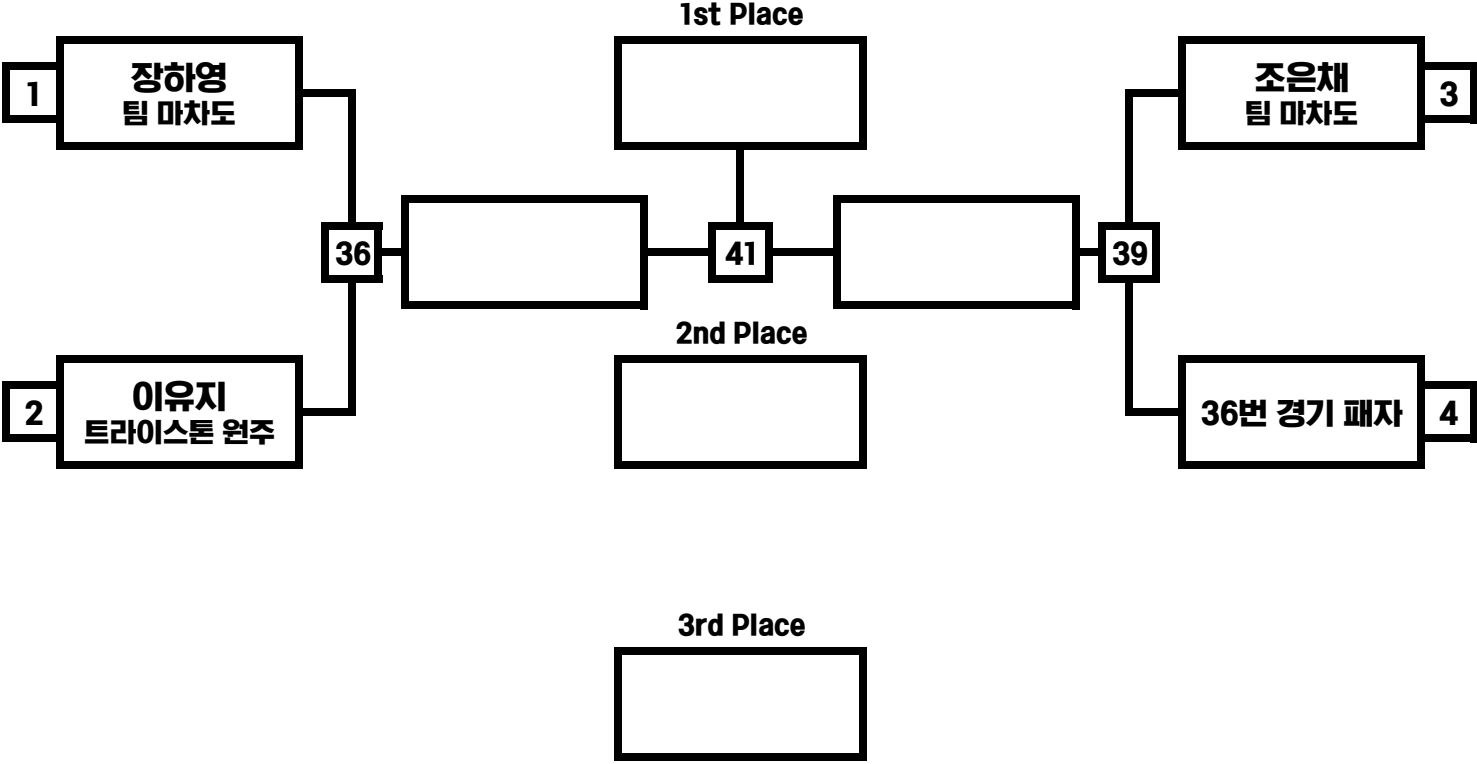 1st Place
1
장하영
팀 마차도
조은채
팀 마차도
3
36
41
39
2nd Place
2
이유지
트라이스톤 원주
36번 경기 패자
4
3rd Place